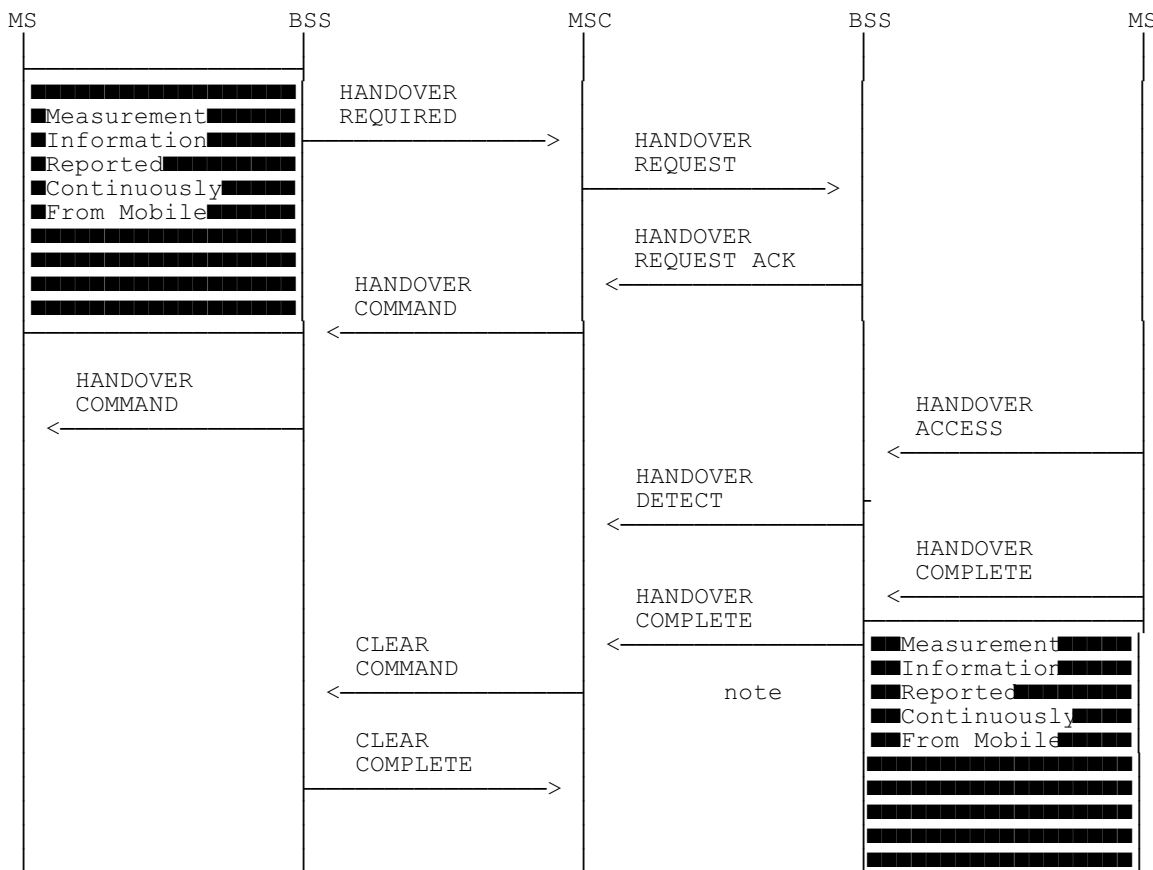 MS BSS MSC BSS MS
HANDOVER
Measurement REQUIRED
Information HANDOVER
Reported REQUEST
Continuously
From Mobile
HANDOVER
REQUEST ACK
HANDOVER
COMMAND
HANDOVER
COMMAND HANDOVER
ACCESS
HANDOVER
DETECT
HANDOVER
COMPLETE
HANDOVER
COMPLETE
CLEAR Measurement
COMMAND Information
note Reported
Continuously
CLEAR From Mobile
COMPLETE